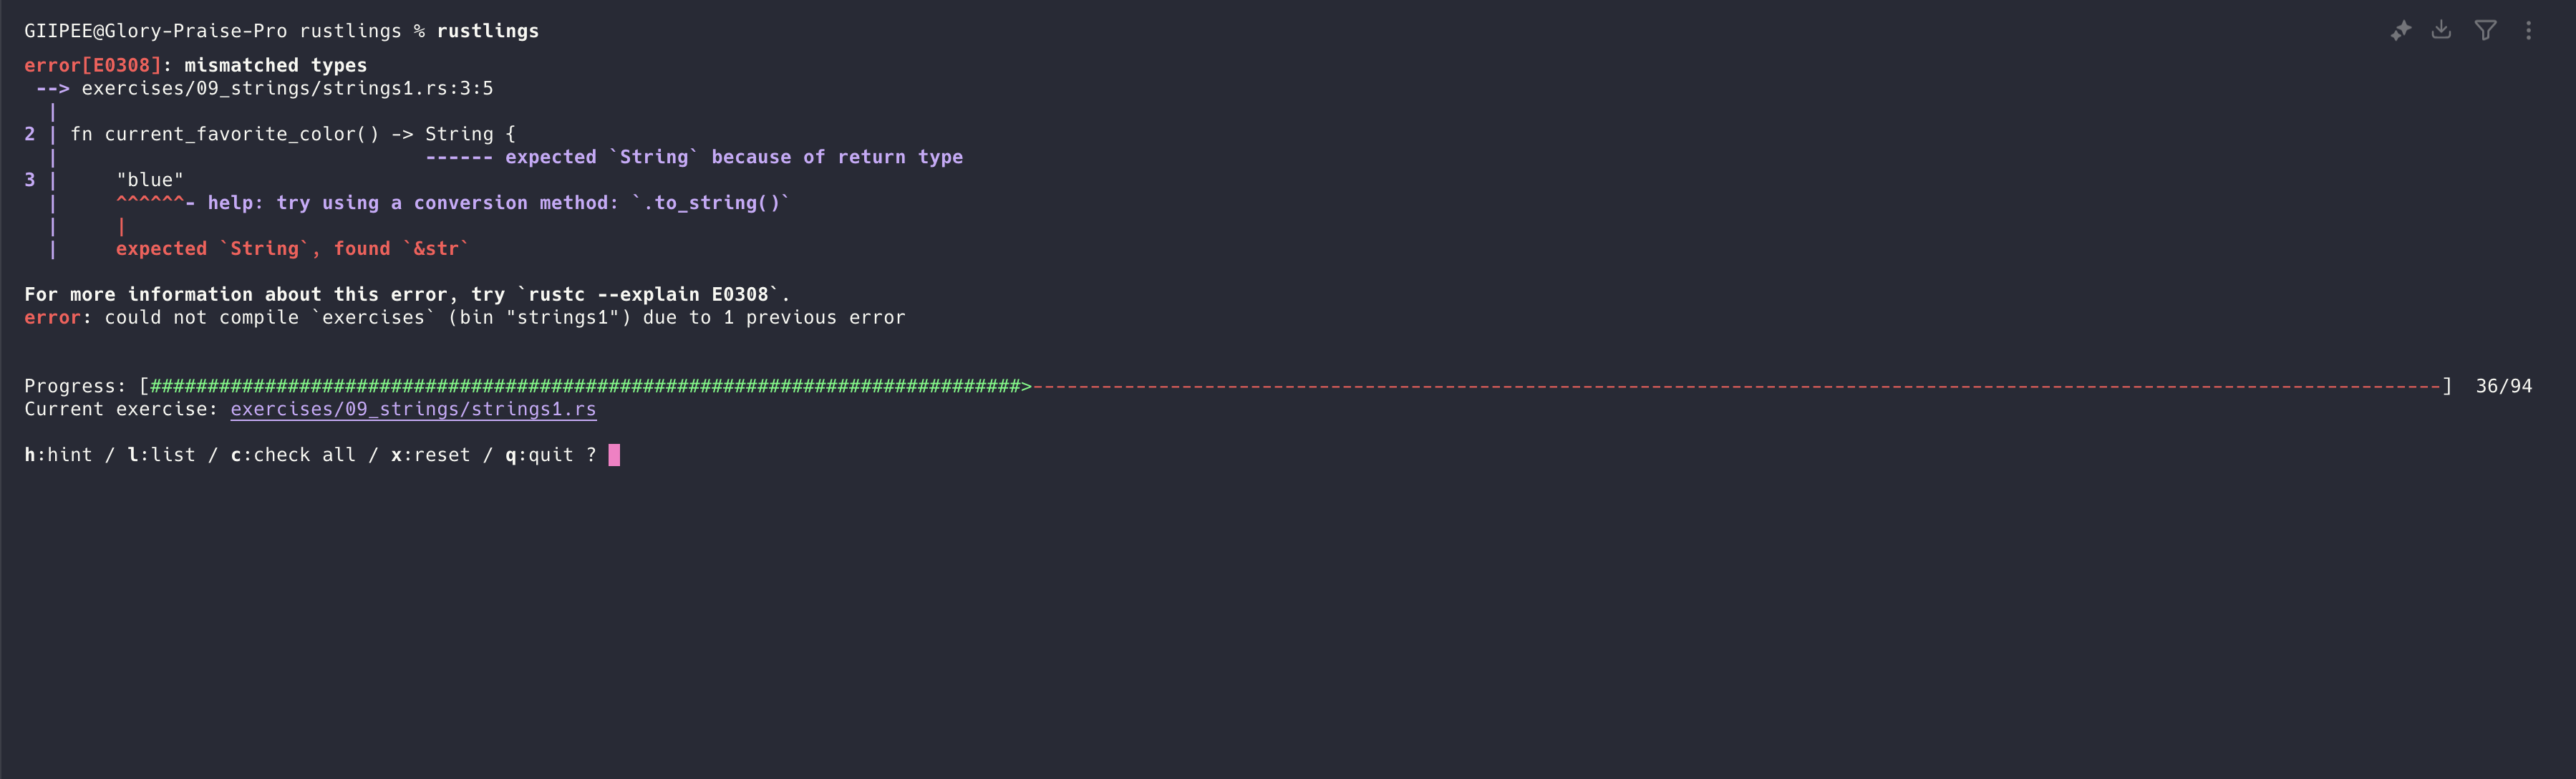 GIIPEE@Glory-Praise-Pro rustlings % rustlings
error[E0308]: mismatched types
 --> exercises/09_strings/strings1.rs:3:5
  |
2 | fn current_favorite_color() -> String {
  |                                ------ expected `String` because of return type
3 |     "blue"
  |     ^^^^^^- help: try using a conversion method: `.to_string()`
  |     |
  |     expected `String`, found `&str`
For more information about this error, try `rustc --explain E0308`.
error: could not compile `exercises` (bin "strings1") due to 1 previous error
Progress: [############################################################################>---------------------------------------------------------------------------------------------------------------------------] 36/94
Current exercise: exercises/09_strings/strings1.rs
h:hint / l:list / c:check all / x:reset / q:quit ?